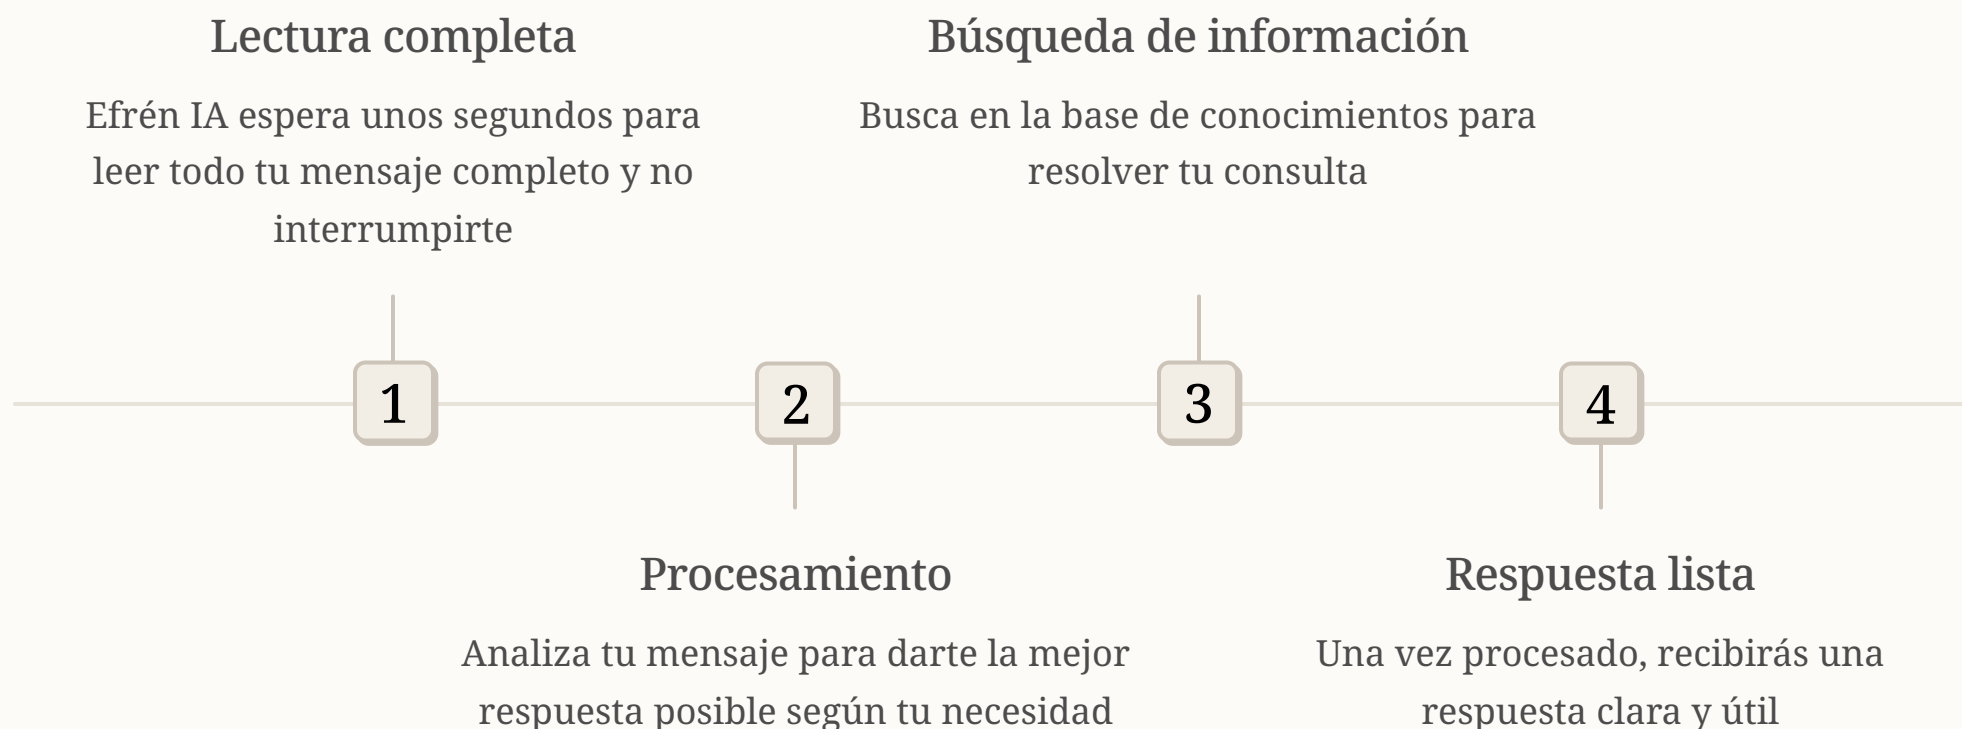 Lectura completa
Efrén IA espera unos segundos para
leer todo tu mensaje completo y no
interrumpirte
Búsqueda de información
Busca en la base de conocimientos para
resolver tu consulta
1
2
3
4
Procesamiento
Analiza tu mensaje para darte la mejor
respuesta posible según tu necesidad
Respuesta lista
Una vez procesado, recibirás una
respuesta clara y útil